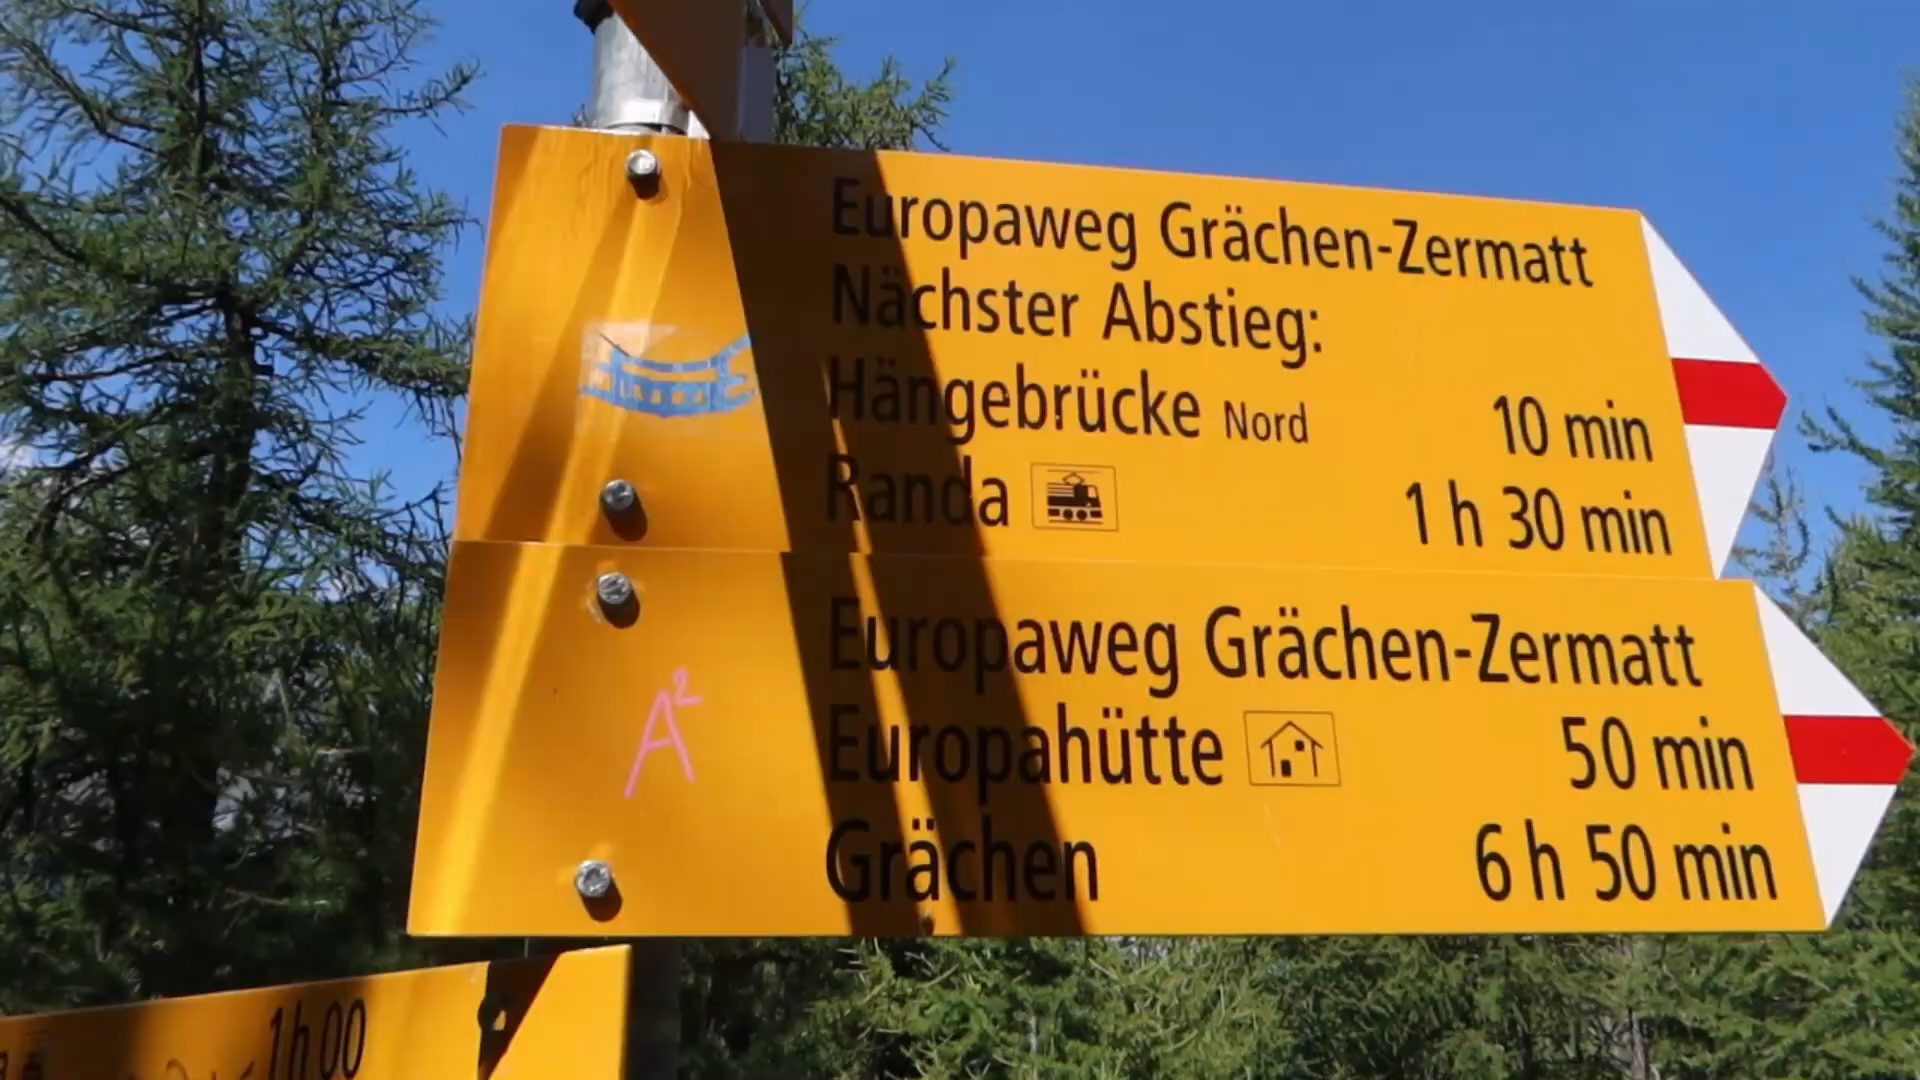 Europaweg Grächen-Zermatt
Nächster Abstieg:
Hängebrücke Nord 10 min
Randa 1 h 30 min
Europaweg Grächen-Zermatt
Europahütte 50 min
Grächen 6 h 50 min
A²
1h00